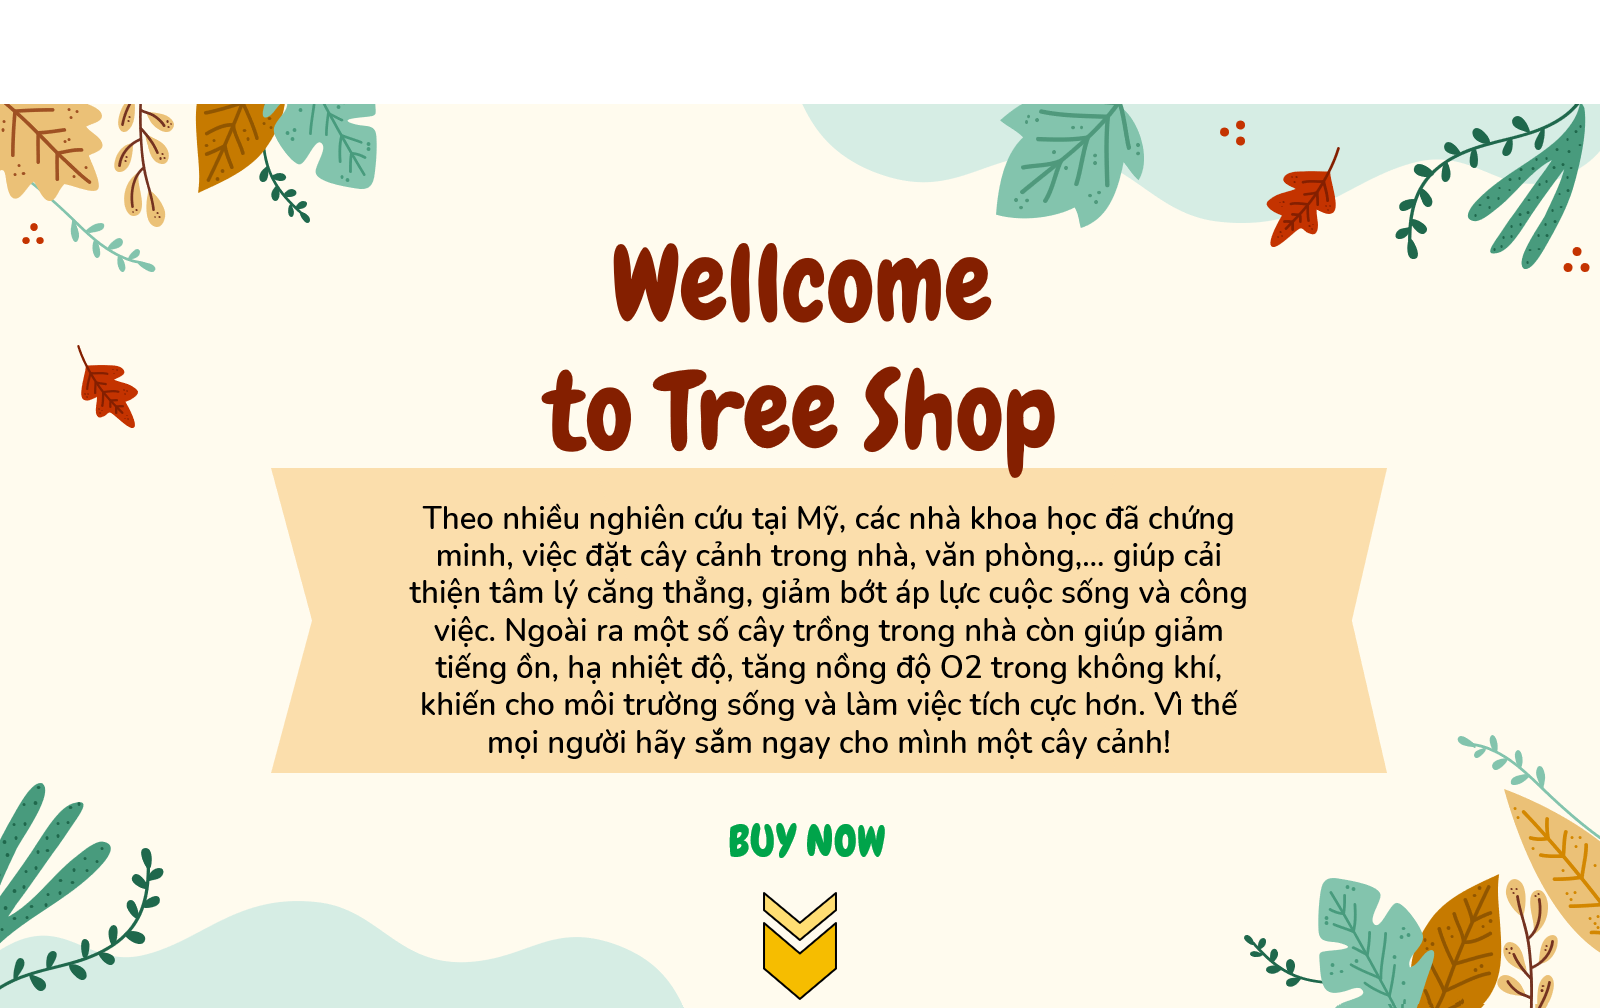 Wellcome
to Tree Shop
Theo nhiều nghiên cứu tại Mỹ, các nhà khoa học đã chứng
minh, việc đặt cây cảnh trong nhà, văn phòng,... giúp cải
thiện tâm lý căng thẳng, giảm bớt áp lực cuộc sống và công
việc. Ngoài ra một số cây trồng trong nhà còn giúp giảm
tiếng ồn, hạ nhiệt độ, tăng nồng độ O2 trong không khí,
khiến cho môi trường sống và làm việc tích cực hơn. Vì thế
mọi người hãy sắm ngay cho mình một cây cảnh!
BUY NOW